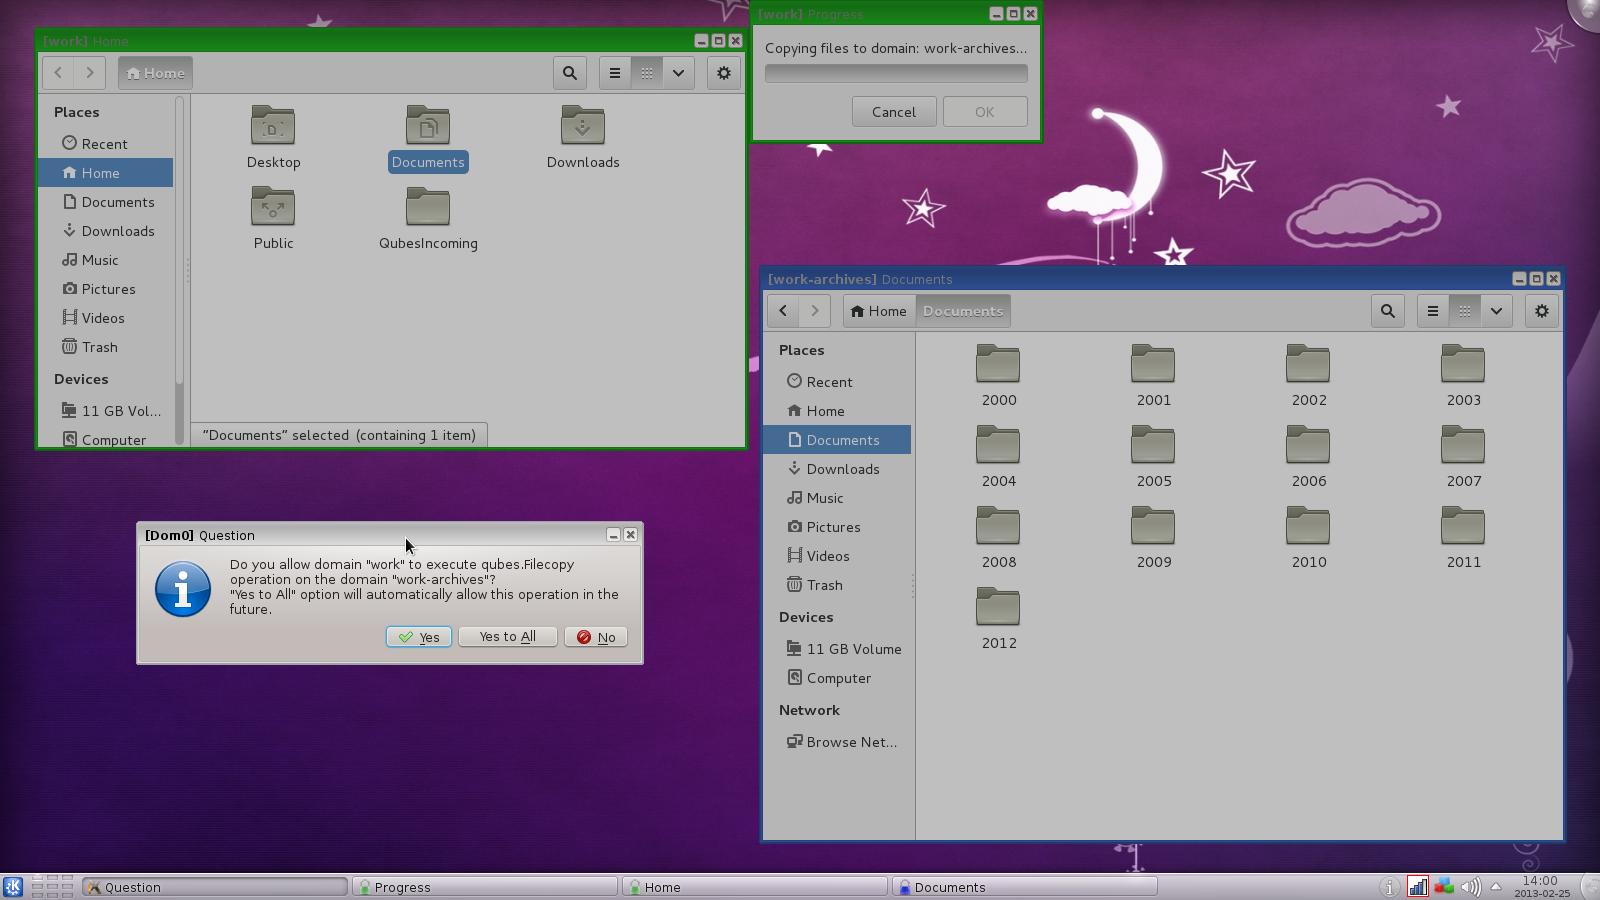 [work] Home
Home
Places
Recent
Home
Documents
Downloads
Music
Pictures
Videos
Trash
Devices
11 GB Vol...
Computer
Desktop
Documents
Downloads
Public
QubesIncoming
"Documents" selected (containing 1 item)
[work] Progress
Copying files to domain: work-archives...
Cancel
OK
[Dom0] Question
Do you allow domain "work" to execute qubes.Filecopy
operation on the domain "work-archives"?
"Yes to All" option will automatically allow this operation in the
future.
Yes
Yes to All
No
[work-archives] Documents
Home
Documents
Places
Recent
Home
Documents
Downloads
Music
Pictures
Videos
Trash
Devices
11 GB Volume
Computer
Network
Browse Net...
2000
2001
2002
2003
2004
2005
2006
2007
2008
2009
2010
2011
2012
Question
Progress
Home
Documents
14:00
2013-02-25